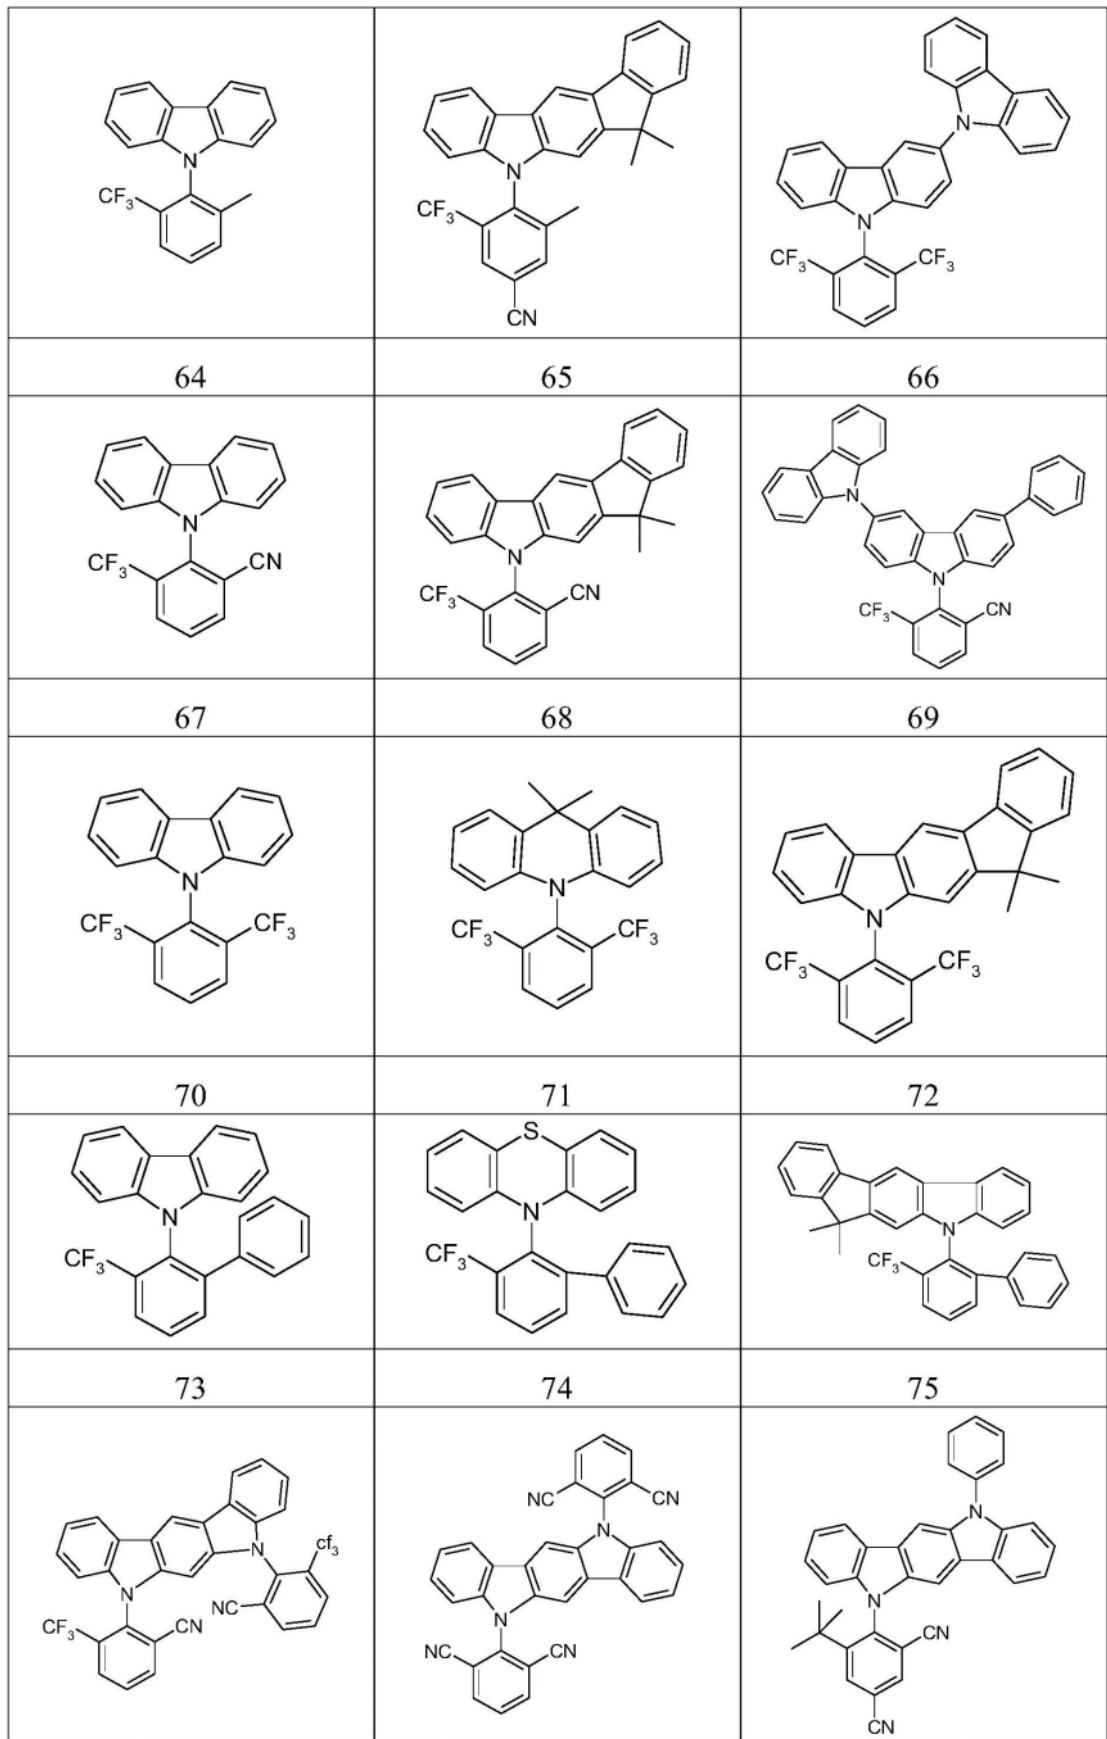 N N N
CF₃ CF₃ CF₃ CF₃
CN
64 65 66
N N N N
CF₃ CN CF₃ CN CF₃ CN
67 68 69
N N N
CF₃ CF₃ CF₃ CF₃ CF₃ CF₃
70 71 72
S
N N N
CF₃ CF₃ CF₃
73 74 75
NC CN N
N cf₃ N
N NC N N
CF₃ CN NC CN CN
CN